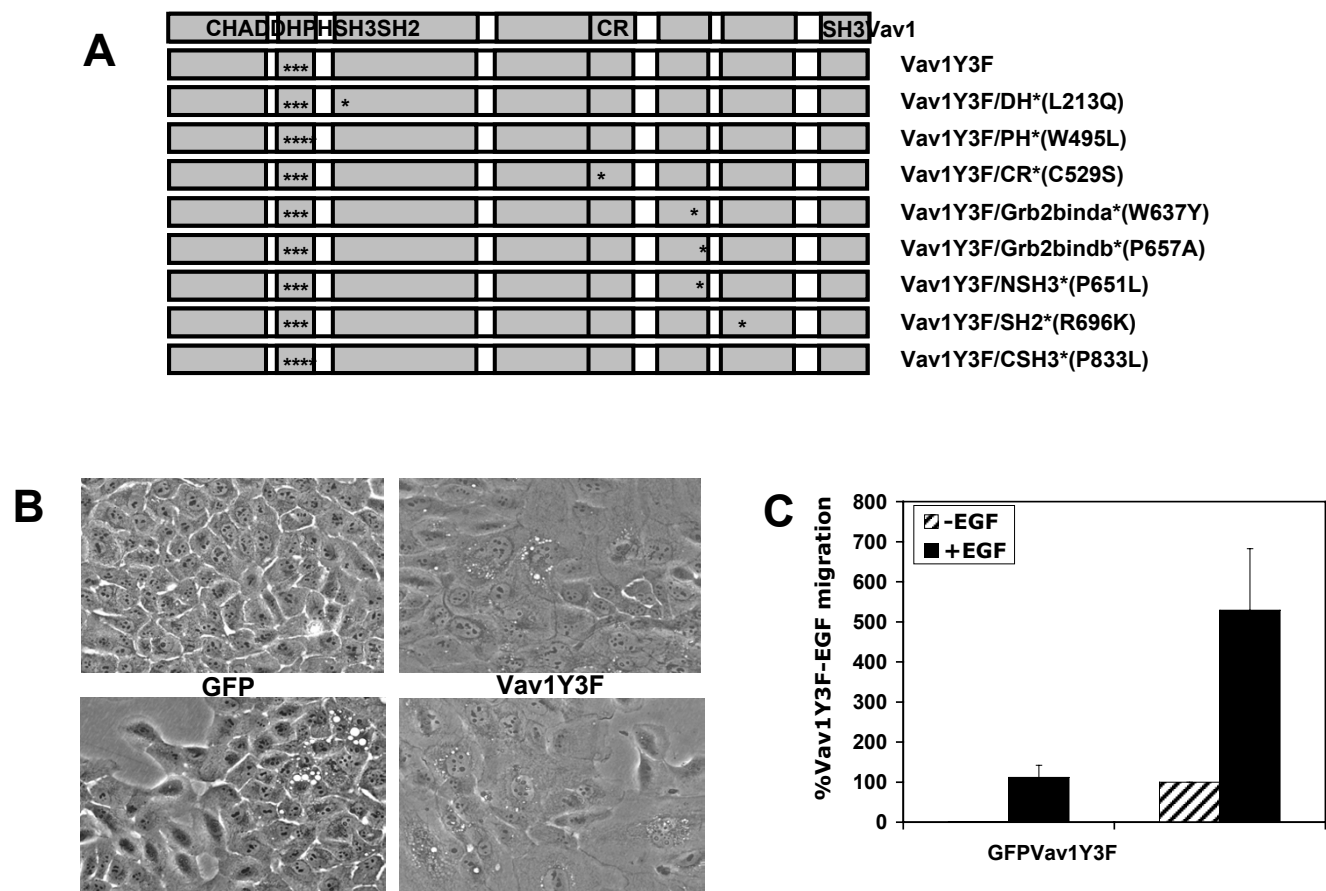 CHADDHPHSH3SH2 CR SH3Vav1
A
*** Vav1Y3F
*** * Vav1Y3F/DH*(L213Q)
**** Vav1Y3F/PH*(W495L)
*** * Vav1Y3F/CR*(C529S)
*** * Vav1Y3F/Grb2binda*(W637Y)
*** * Vav1Y3F/Grb2bindb*(P657A)
*** * Vav1Y3F/NSH3*(P651L)
*** * Vav1Y3F/SH2*(R696K)
**** Vav1Y3F/CSH3*(P833L)
B
GFP Vav1Y3F
C
%Vav1Y3F-EGF migration
800
700
600
500
400
300
200
100
0
-EGF
+EGF
GFPVav1Y3F